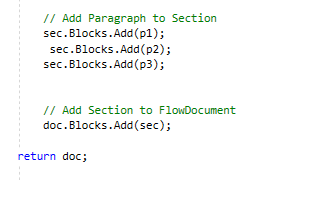 // Add Paragraph to Section
sec.Blocks.Add(p1);
sec.Blocks.Add(p2);
sec.Blocks.Add(p3);
// Add Section to FlowDocument
doc.Blocks.Add(sec);
return doc;